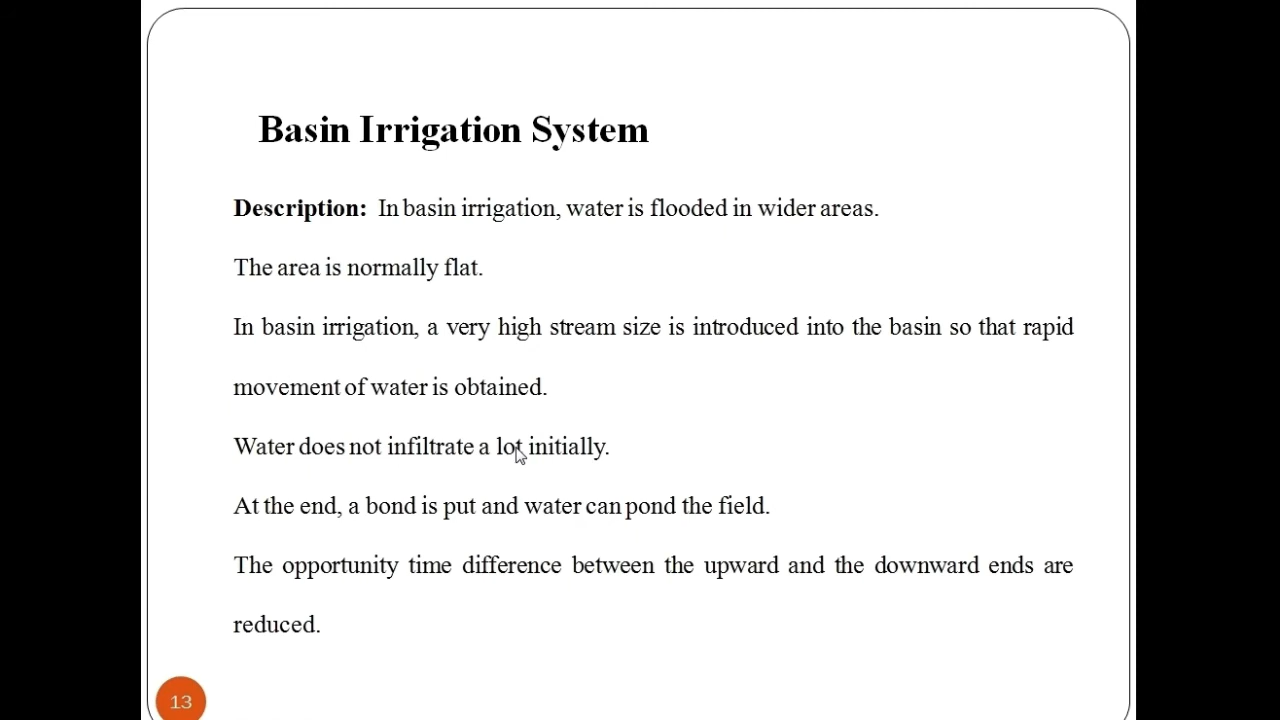 Basin Irrigation System
Description: In basin irrigation, water is flooded in wider areas.
The area is normally flat.
In basin irrigation, a very high stream size is introduced into the basin so that rapid
movement of water is obtained.
Water does not infiltrate a lot initially.
At the end, a bond is put and water can pond the field.
The opportunity time difference between the upward and the downward ends are
reduced.
13